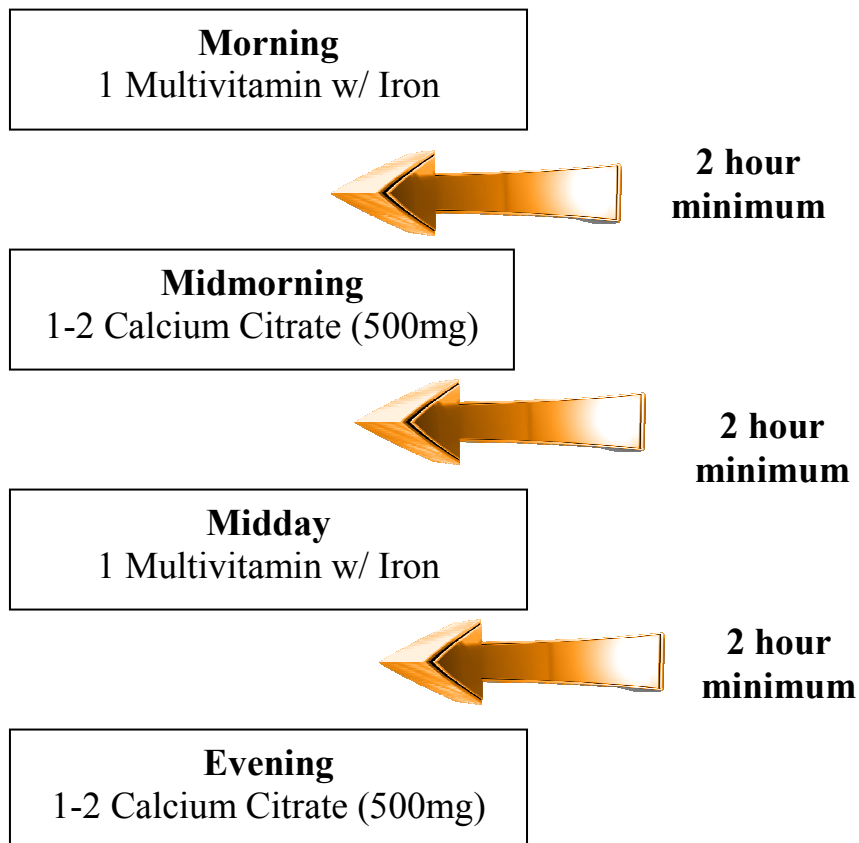 Morning
1 Multivitamin w/ Iron
2 hour
minimum
Midmorning
1-2 Calcium Citrate (500mg)
2 hour
minimum
Midday
1 Multivitamin w/ Iron
2 hour
minimum
Evening
1-2 Calcium Citrate (500mg)